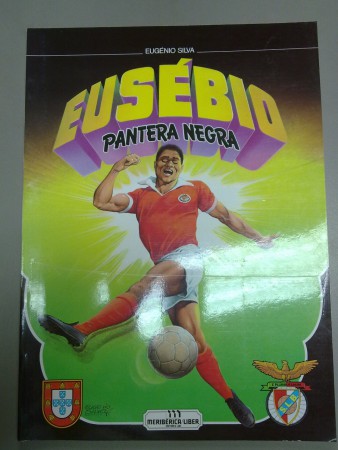 EUGÉNIO SILVA
EUSÉBIO
PANTERA NEGRA
MERIBÉRICA/LIBER